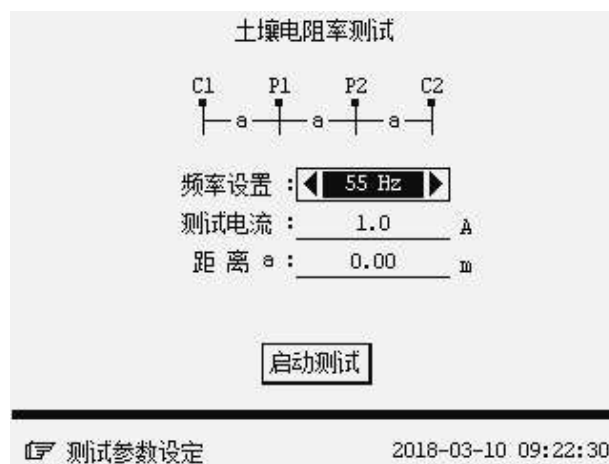 土壤电阻率测试
C1 P1 P2 C2
a a a
频率设置 : 55 Hz
测试电流 : 1.0 A
距 离 a : 0.00 m
启动测试
测试参数设定 2018-03-10 09:22:30